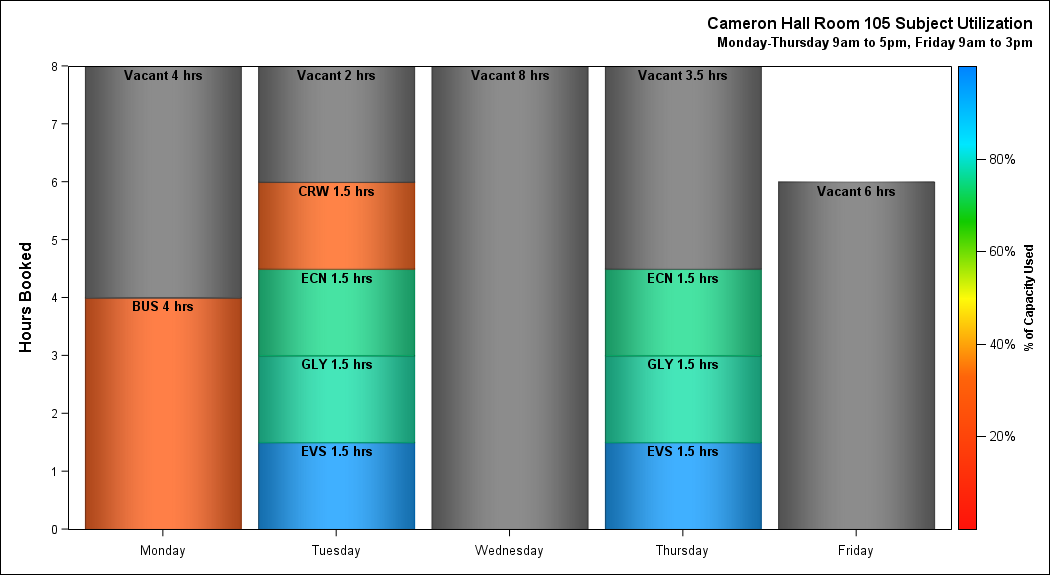 Cameron Hall Room 105 Subject Utilization
Monday-Thursday 9am to 5pm, Friday 9am to 3pm
Hours Booked
8
7
6
5
4
3
2
1
0
Vacant 4 hrs
BUS 4 hrs
Vacant 2 hrs
CRW 1.5 hrs
ECN 1.5 hrs
GLY 1.5 hrs
EVS 1.5 hrs
Vacant 8 hrs
Vacant 3.5 hrs
ECN 1.5 hrs
GLY 1.5 hrs
EVS 1.5 hrs
Vacant 6 hrs
Monday
Tuesday
Wednesday
Thursday
Friday
80%
60%
40%
20%
% of Capacity Used